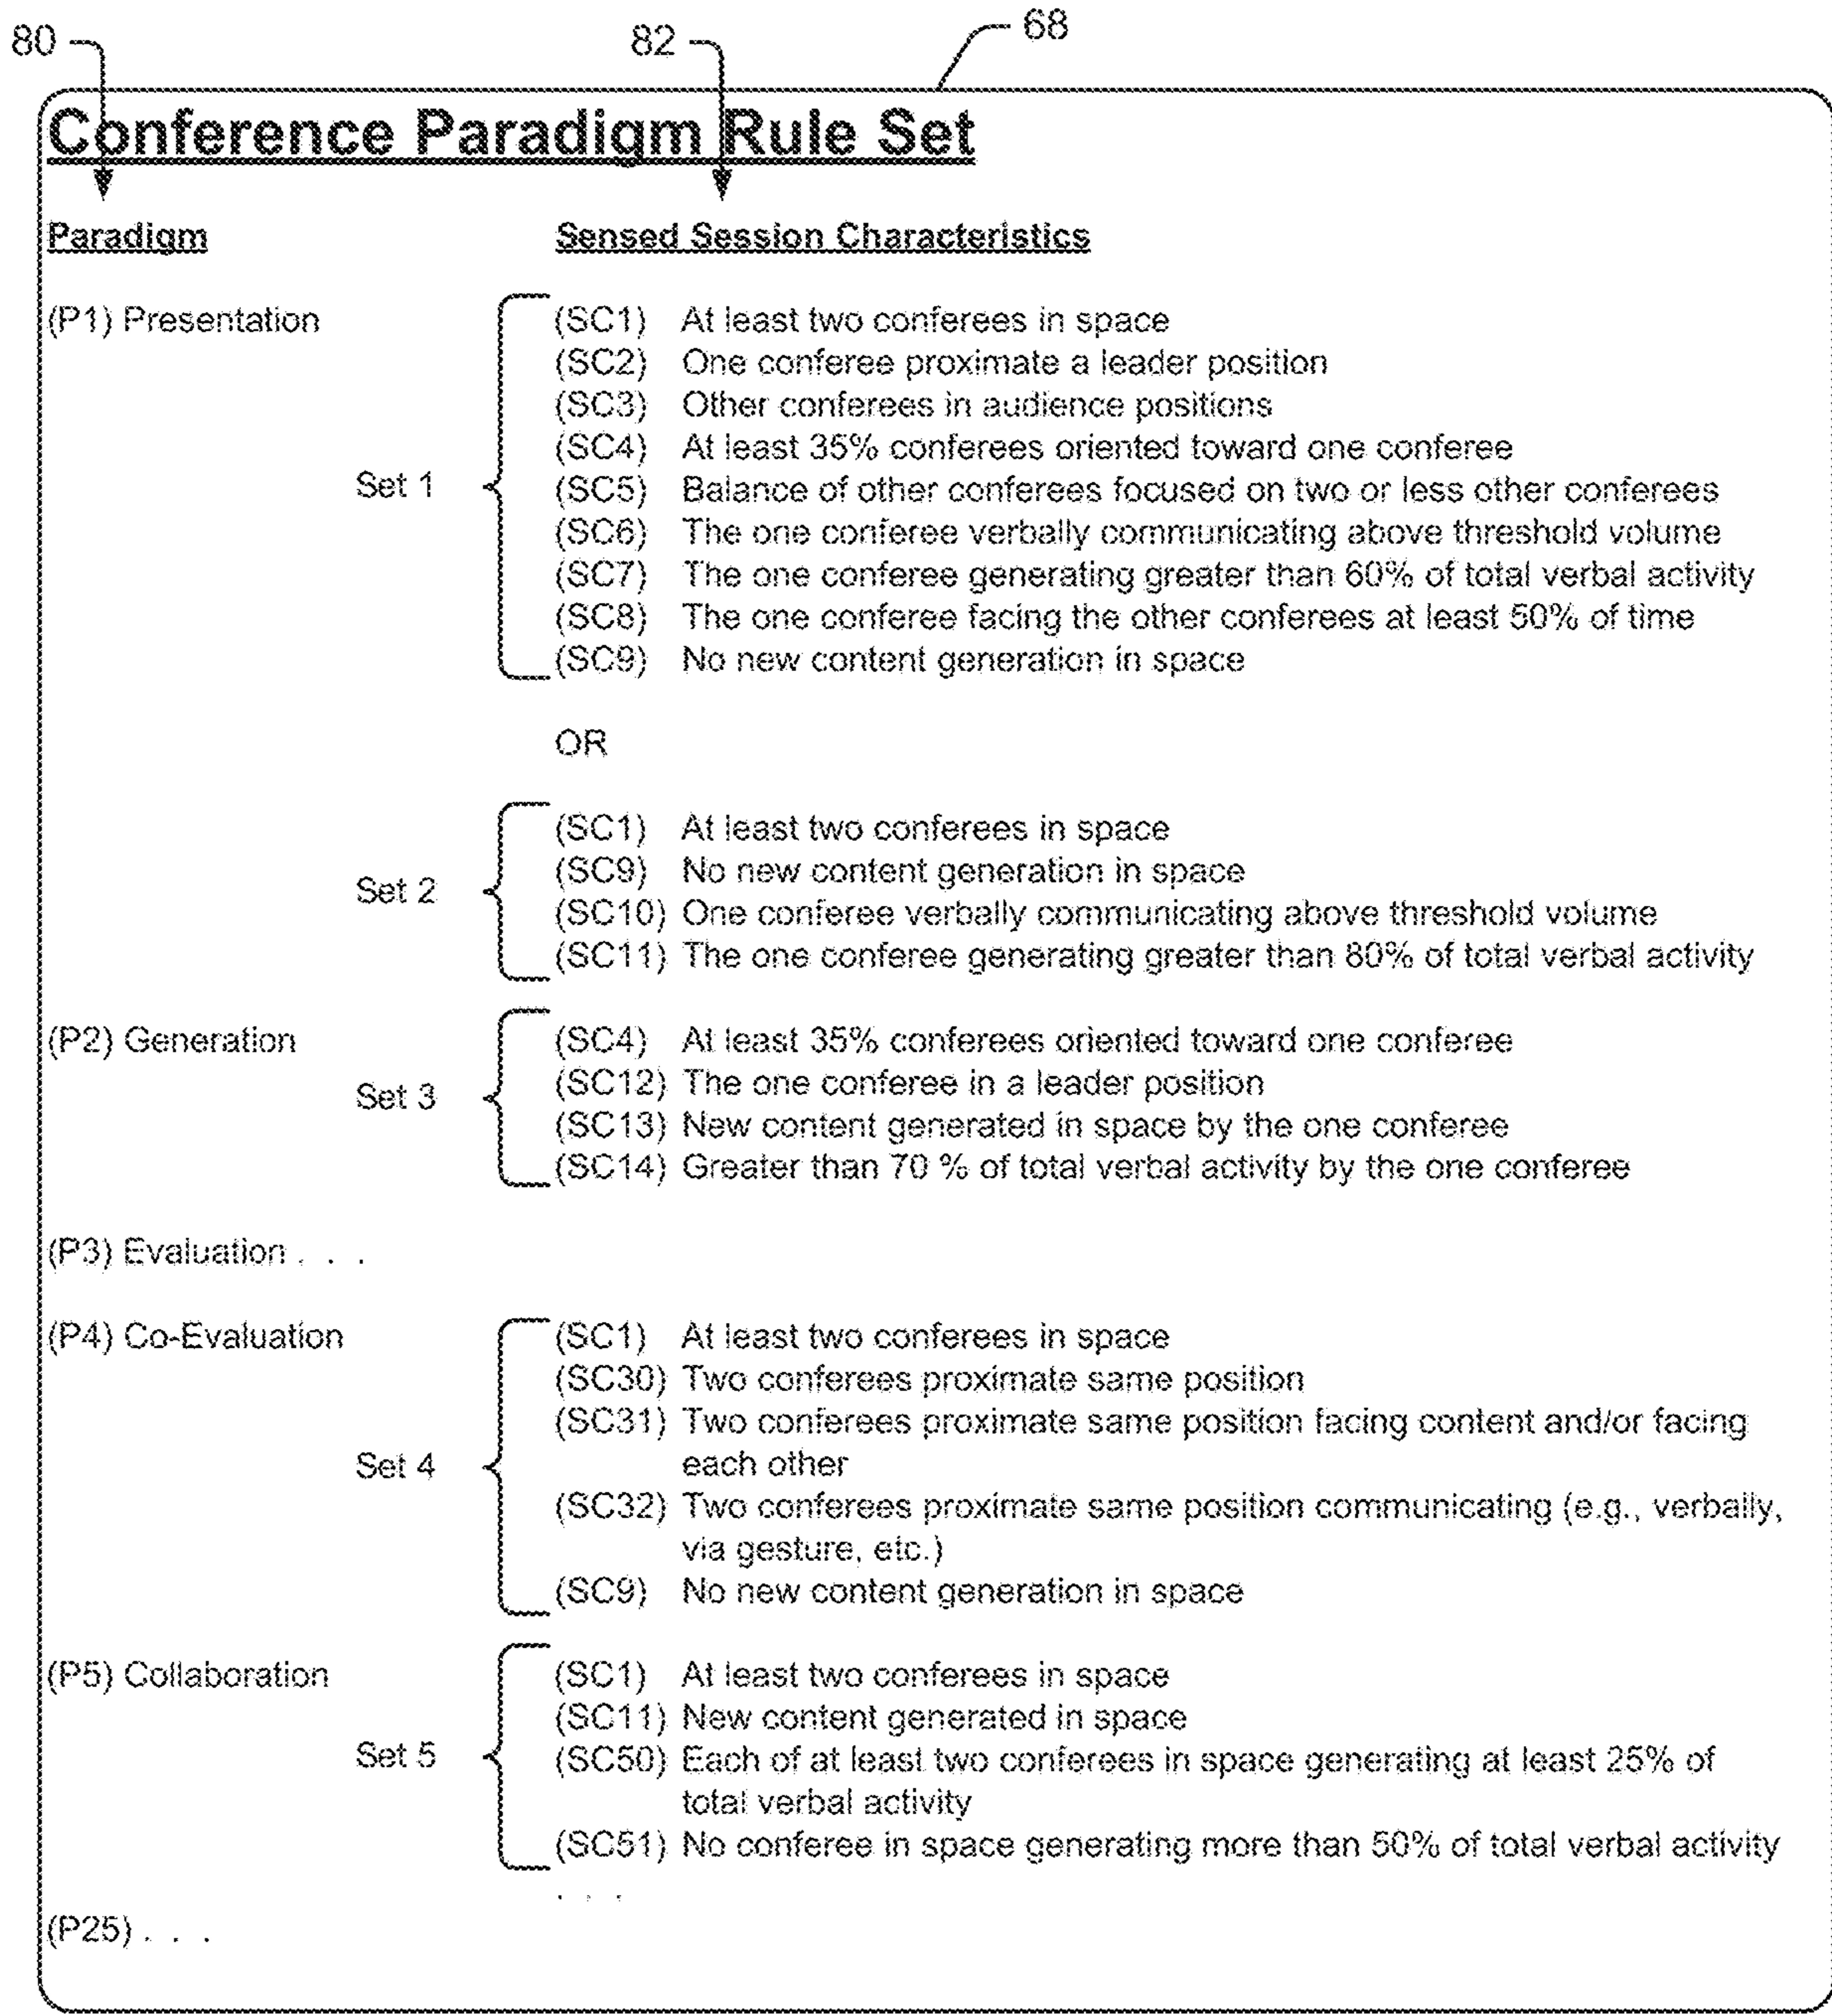 80
82
68
Conference Paradigm Rule Set
Paradigm
Sensed Session Characteristics
(P1) Presentation
Set 1
(SC1) At least two conferees in space
(SC2) One conferee proximate a leader position
(SC3) Other conferees in audience positions
(SC4) At least 35% conferees oriented toward one conferee
(SC5) Balance of other conferees focused on two or less other conferees
(SC6) The one conferee verbally communicating above threshold volume
(SC7) The one conferee generating greater than 60% of total verbal activity
(SC8) The one conferee facing the other conferees at least 50% of time
(SC9) No new content generation in space
OR
Set 2
(SC1) At least two conferees in space
(SC9) No new content generation in space
(SC10) One conferee verbally communicating above threshold volume
(SC11) The one conferee generating greater than 80% of total verbal activity
(P2) Generation
Set 3
(SC4) At least 35% conferees oriented toward one conferee
(SC12) The one conferee in a leader position
(SC13) New content generated in space by the one conferee
(SC14) Greater than 70 % of total verbal activity by the one conferee
(P3) Evaluation . . .
(P4) Co-Evaluation
Set 4
(SC1) At least two conferees in space
(SC30) Two conferees proximate same position
(SC31) Two conferees proximate same position facing content and/or facing
each other
(SC32) Two conferees proximate same position communicating (e.g., verbally,
via gesture, etc.)
(SC9) No new content generation in space
(P5) Collaboration
Set 5
(SC1) At least two conferees in space
(SC11) New content generated in space
(SC50) Each of at least two conferees in space generating at least 25% of
total verbal activity
(SC51) No conferee in space generating more than 50% of total verbal activity
. . .
(P25) . . .